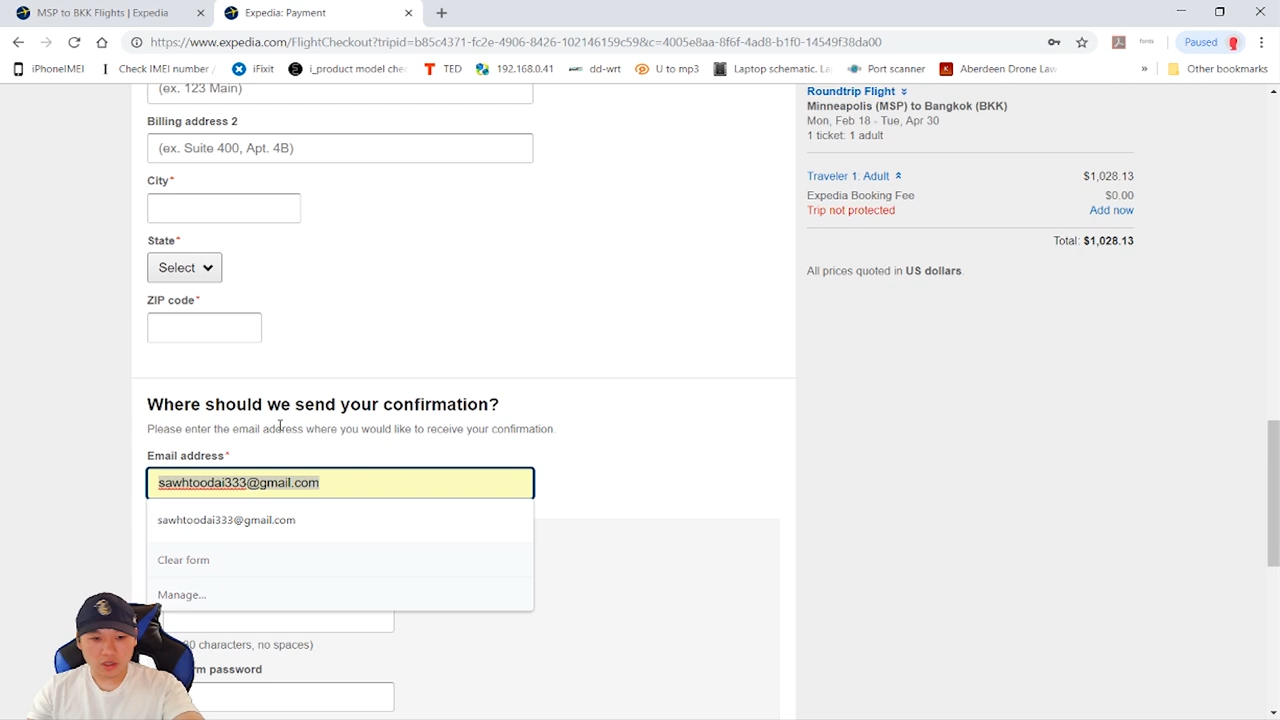 MSP to BKK Flights | Expedia
Expedia: Payment
https://www.expedia.com/FlightCheckout?tripid=b85c4371-fc2e-4906-8426-102146159c59&c=4005e8aa-8f6f-4ad8-b1f0-14549f38da00
Paused
iPhoneIMEI
Check IMEI number /
iFixit
i_product model che
TED
192.168.0.41
dd-wrt
U to mp3
Laptop schematic. La
Port scanner
Aberdeen Drone Law
»
Other bookmarks
(ex. 123 Main)
Billing address 2
(ex. Suite 400, Apt. 4B)
City*
State*
Select
ZIP code*
Where should we send your confirmation?
Please enter the email address where you would like to receive your confirmation.
Email address*
sawhtoodai333@gmail.com
sawhtoodai333@gmail.com
Clear form
Manage...
characters, no spaces)
password
Roundtrip Flight
Minneapolis (MSP) to Bangkok (BKK)
Mon, Feb 18 - Tue, Apr 30
1 ticket: 1 adult
Traveler 1: Adult $1,028.13
Expedia Booking Fee $0.00
Trip not protected Add now
Total: $1,028.13
All prices quoted in US dollars.